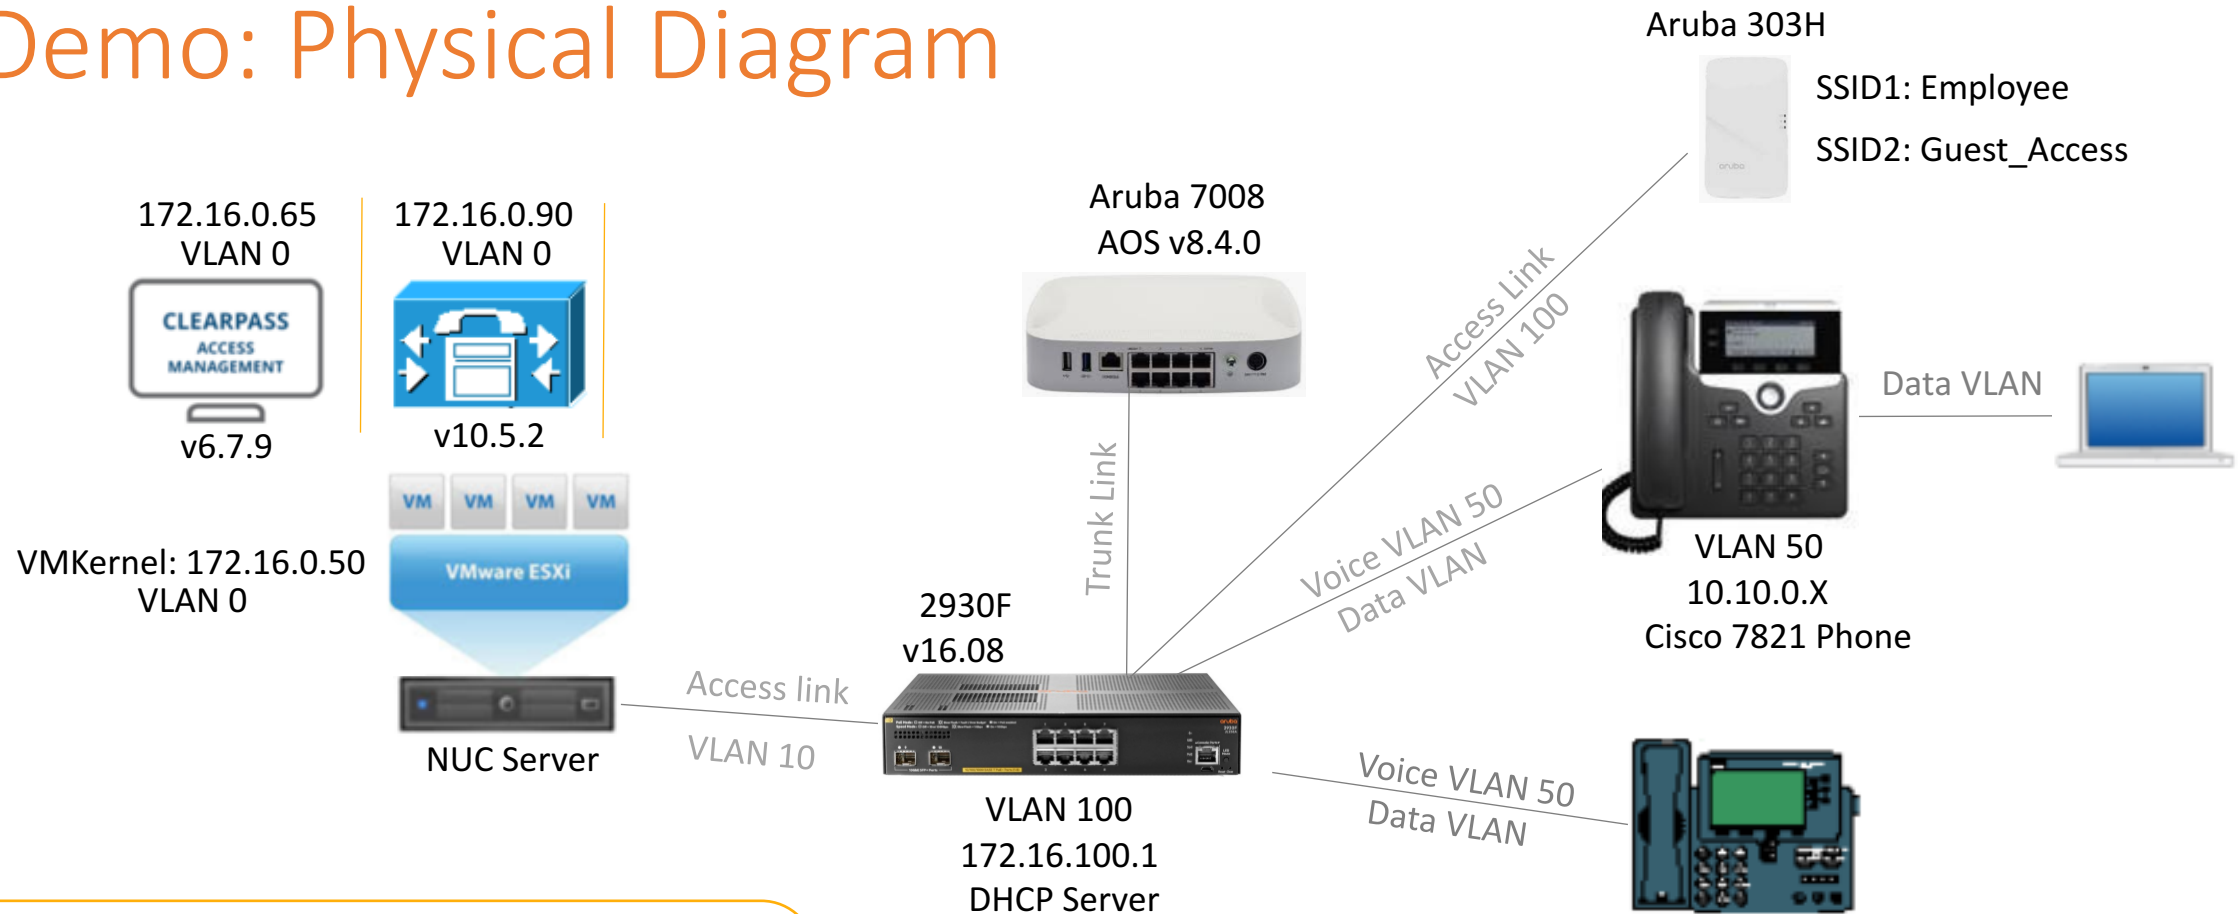 Demo: Physical Diagram
Aruba 303H
SSID1: Employee
SSID2: Guest_Access
172.16.0.65
VLAN 0
172.16.0.90
VLAN 0
CLEARPASS
ACCESS
MANAGEMENT
v6.7.9
v10.5.2
Aruba 7008
AOS v8.4.0
aruba
Access Link
VLAN 100
Data VLAN
VM VM VM VM
VMware ESXi
VMKernel: 172.16.0.50
VLAN 0
Trunk Link
Voice VLAN 50
Data VLAN
VLAN 50
10.10.0.X
Cisco 7821 Phone
2930F
v16.08
Access link
VLAN 10
NUC Server
VLAN 100
172.16.100.1
DHCP Server
Voice VLAN 50
Data VLAN